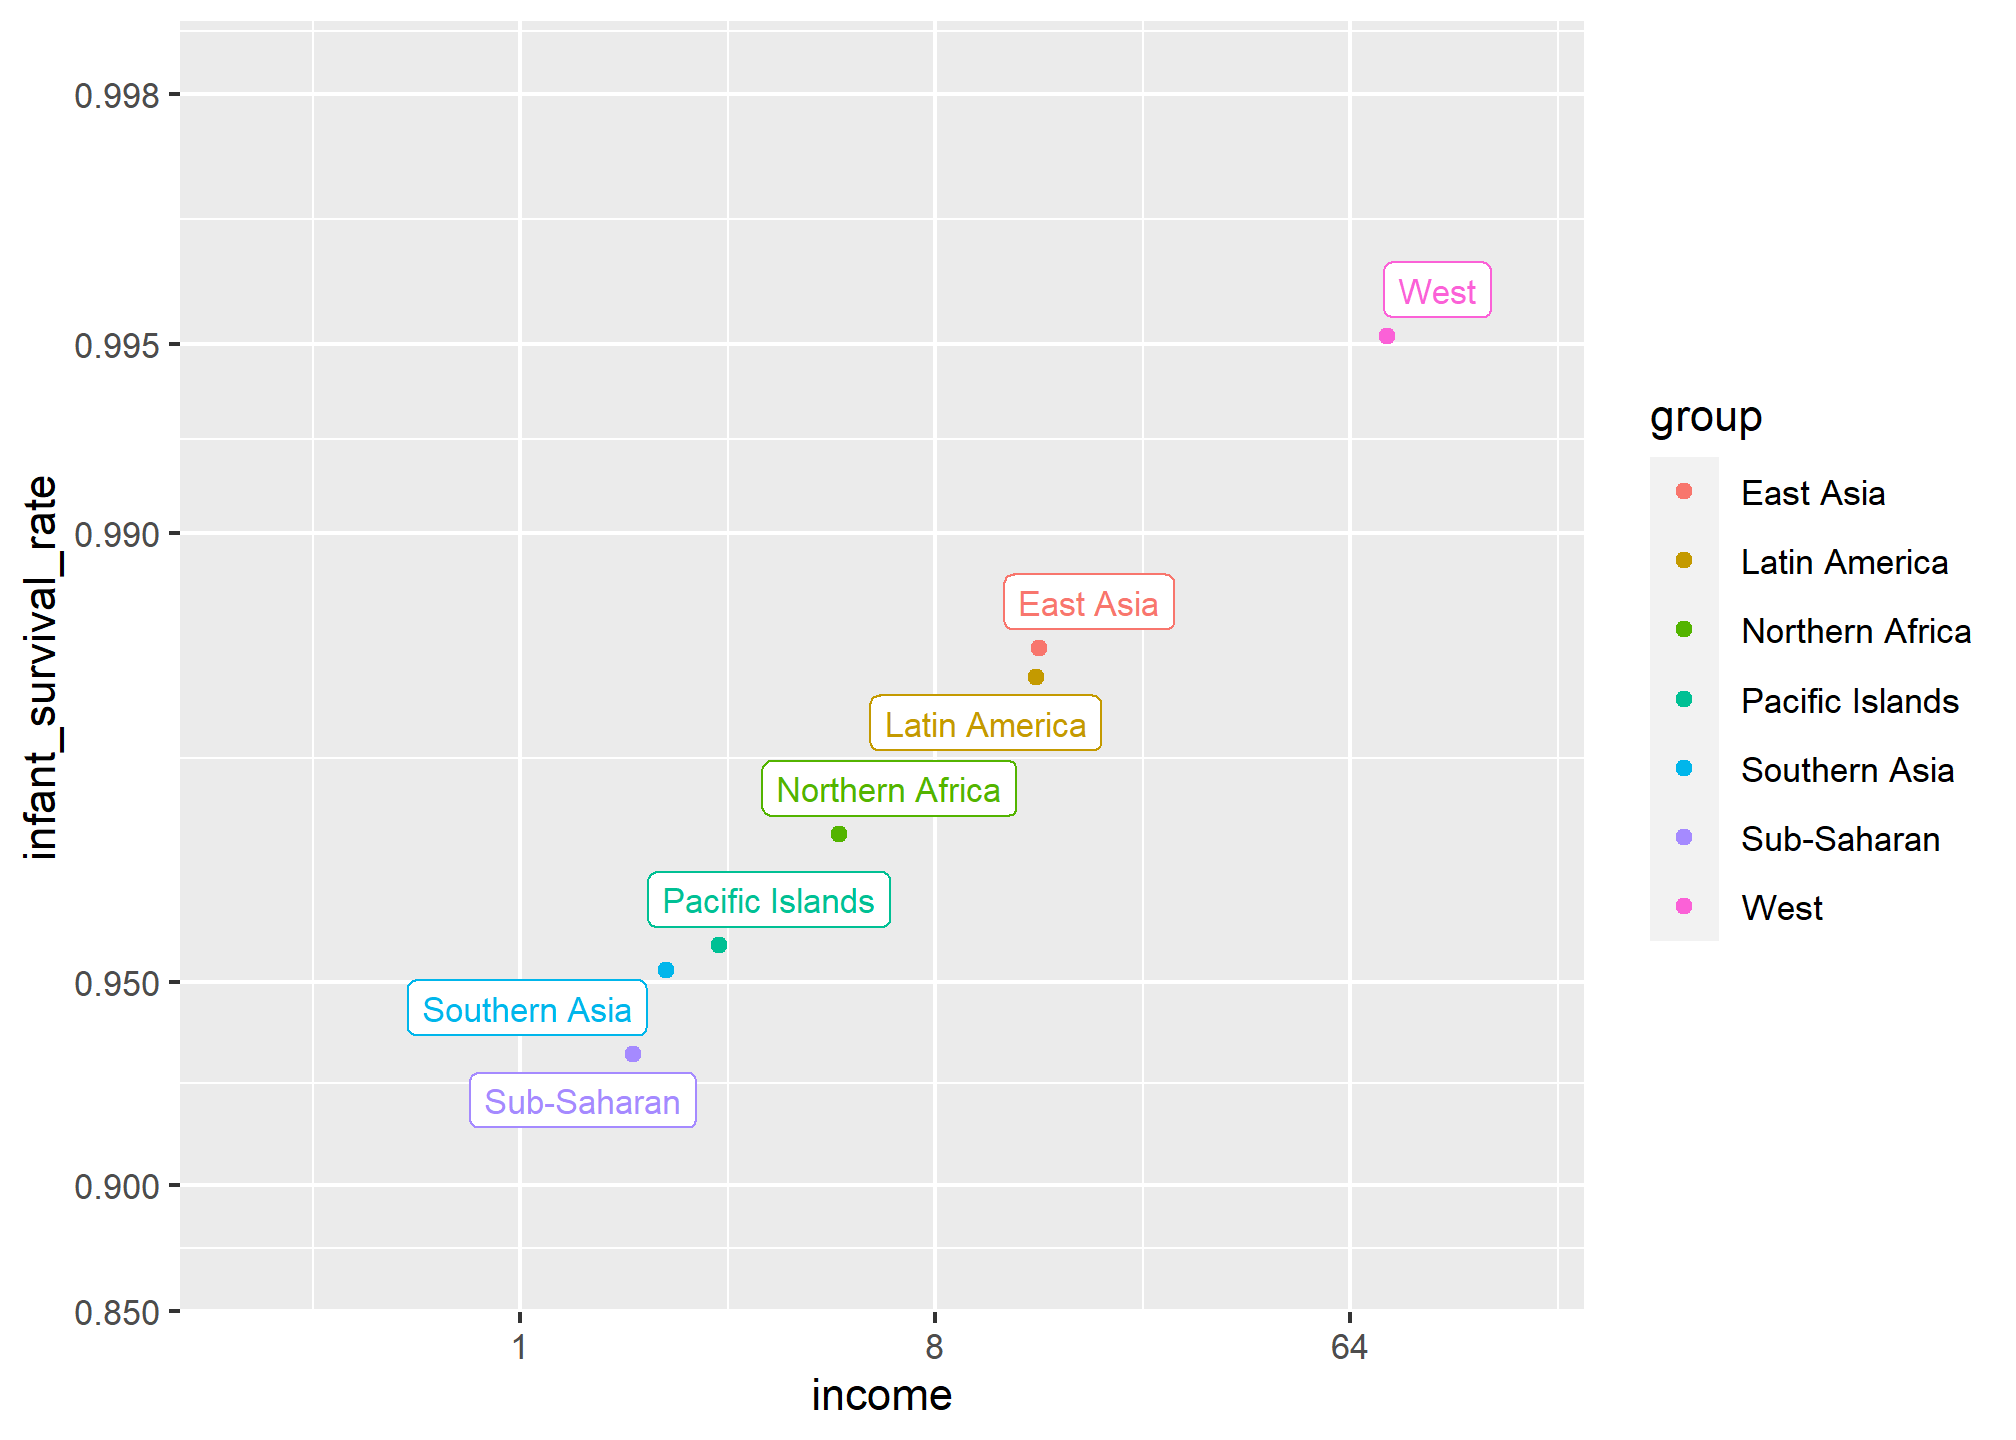 0.998
0.995
0.990
0.950
0.900
0.850
infant_survival_rate
West
East Asia
Latin America
Northern Africa
Pacific Islands
Southern Asia
Sub-Saharan
1
8
64
income
group
East Asia
Latin America
Northern Africa
Pacific Islands
Southern Asia
Sub-Saharan
West